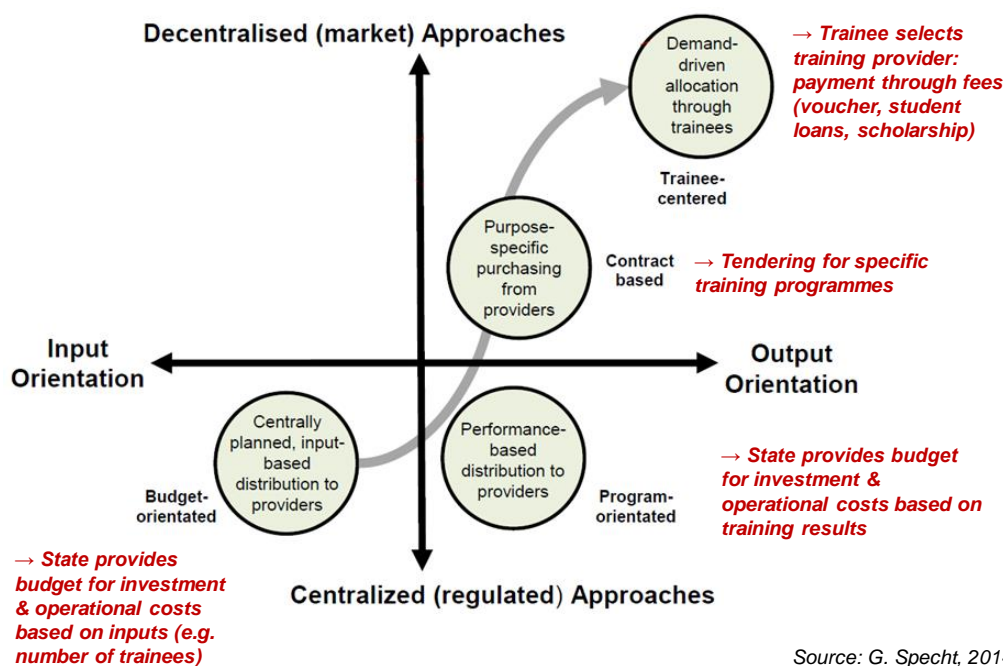 Decentralised (market) Approaches
Demand-
driven
allocation
through
trainees
→ Trainee selects
training provider:
payment through fees
(voucher, student
loans, scholarship)
Trainee-
centered
Purpose-
specific
purchasing
from
providers
Contract
based
→ Tendering for specific
training programmes
Input
Orientation
Output
Orientation
Centrally
planned, input-
based
distribution to
providers
Budget-
orientated
Performance-
based
distribution to
providers
Program-
orientated
→ State provides budget
for investment &
operational costs based on
training results
→ State provides
budget for investment
& operational costs
based on inputs (e.g.
number of trainees)
Centralized (regulated) Approaches
Source: G. Specht, 201